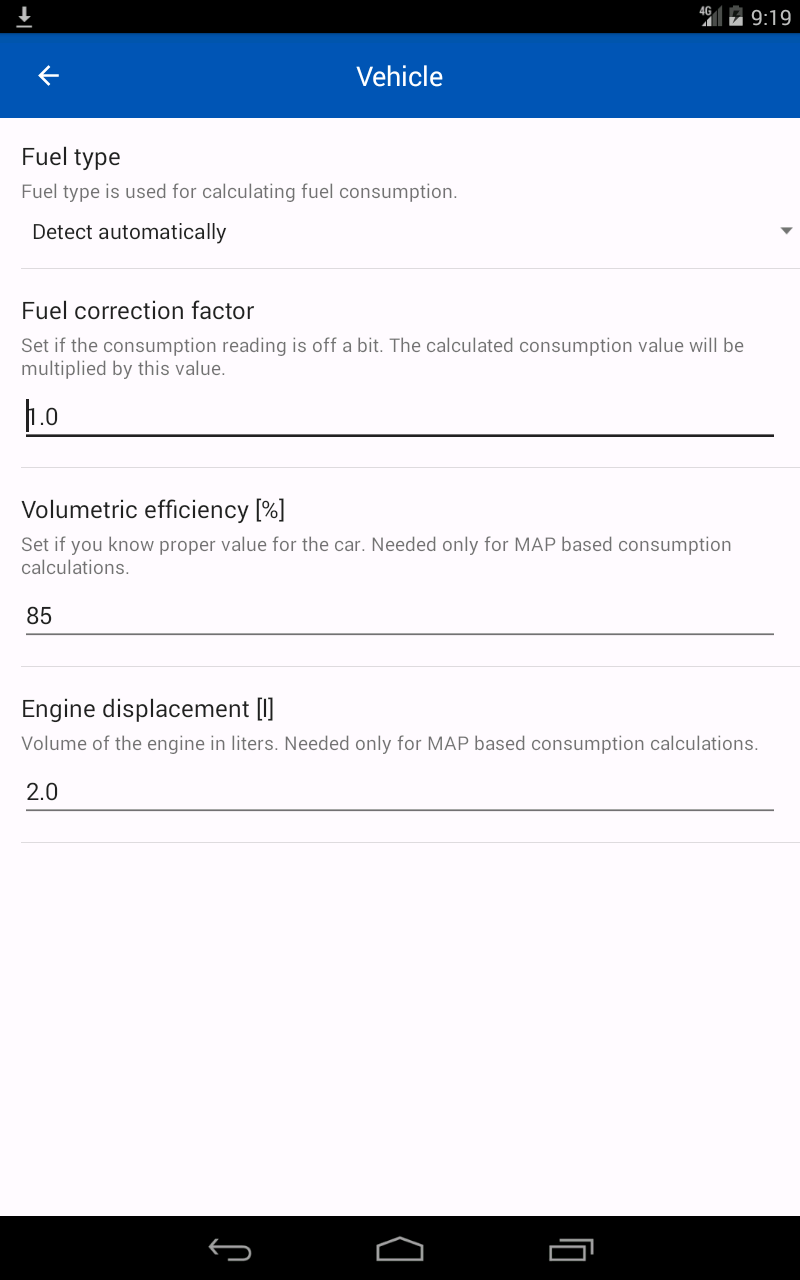 4G 9:19
Vehicle
Fuel type
Fuel type is used for calculating fuel consumption.
Detect automatically
Fuel correction factor
Set if the consumption reading is off a bit. The calculated consumption value will be
multiplied by this value.
1.0
Volumetric efficiency [%]
Set if you know proper value for the car. Needed only for MAP based consumption
calculations.
85
Engine displacement [l]
Volume of the engine in liters. Needed only for MAP based consumption calculations.
2.0